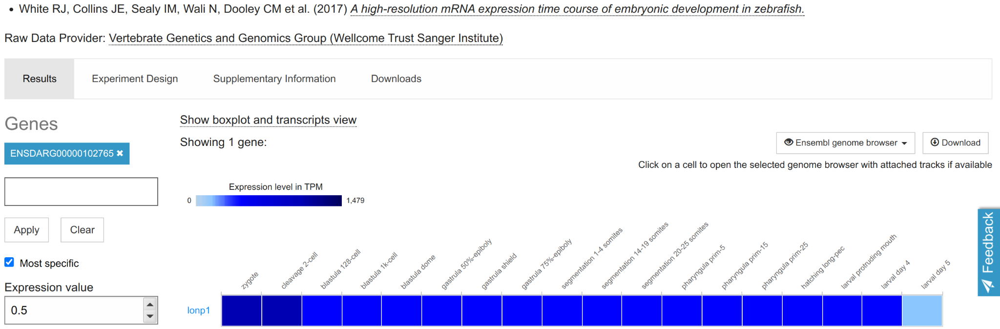 • White RJ, Collins JE, Sealy IM, Wali N, Dooley CM et al. (2017) A high-resolution mRNA expression time course of embryonic development in zebrafish.
Raw Data Provider: Vertebrate Genetics and Genomics Group (Wellcome Trust Sanger Institute)
Results Experiment Design Supplementary Information Downloads
Genes
ENSDARG00000102765 ✖
Apply Clear
Most specific
Expression value
0.5
Show boxplot and transcripts view
Showing 1 gene:
Ensembl genome browser Download
Click on a cell to open the selected genome browser with attached tracks if available
Expression level in TPM
0 1,479
zygote
cleavage 2-cell
blastula 128-cell
blastula 1k-cell
blastula dome
gastrula 50%-epiboly
gastrula shield
gastrula 75%-epiboly
segmentation 1-4 somites
segmentation 14-19 somites
segmentation 20-25 somites
pharyngula prim-5
pharyngula prim-15
pharyngula prim-25
hatching long-pec
larval protruding mouth
larval day 4
larval day 5
lonp1
Feedback